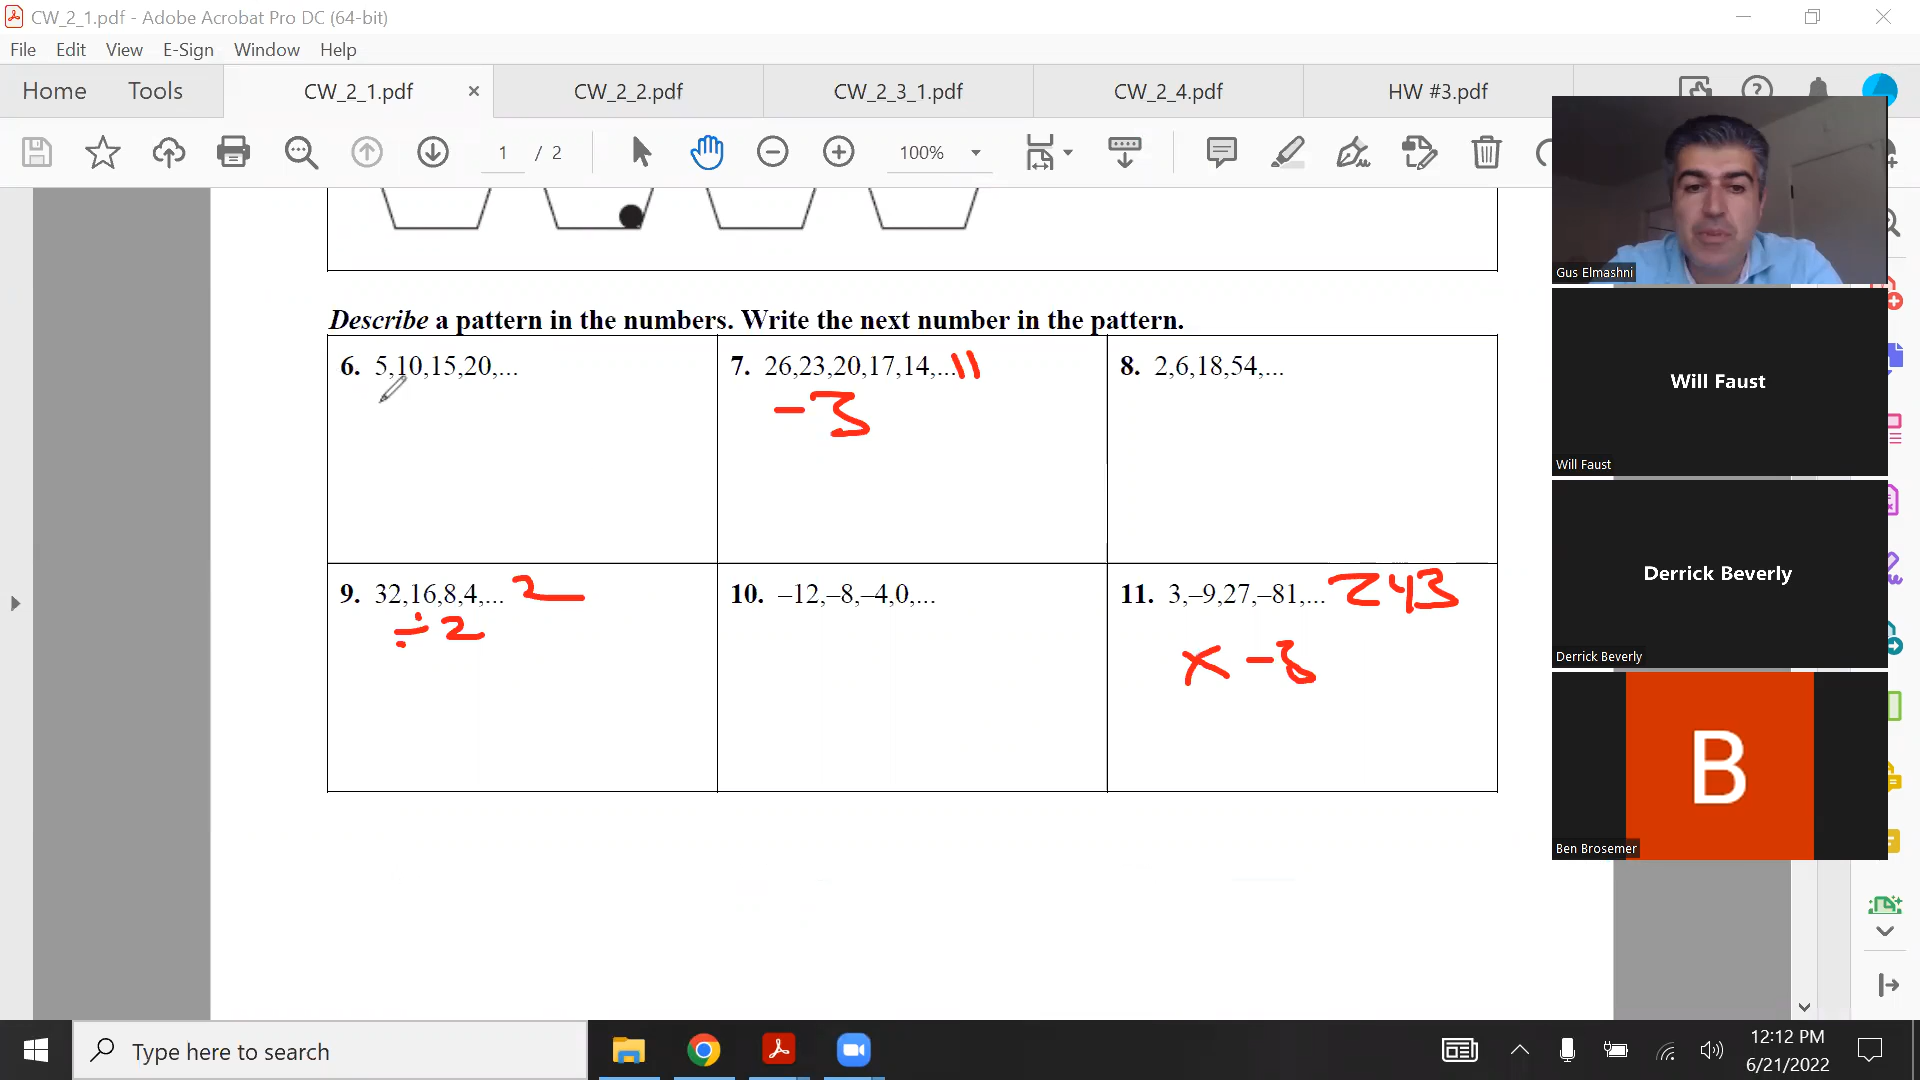 CW_2_1.pdf - Adobe Acrobat Pro DC (64-bit)
File Edit View E-Sign Window Help
Home Tools CW_2_1.pdf × CW_2_2.pdf CW_2_3_1.pdf CW_2_4.pdf HW #3.pdf
1 / 2 100%
Describe a pattern in the numbers. Write the next number in the pattern.
6. 5,10,15,20,...
7. 26,23,20,17,14,... 11
-3
8. 2,6,18,54,...
9. 32,16,8,4,... 2
÷2
10. –12,–8,–4,0,...
11. 3,–9,27,–81,... 243
x -3
Gus Elmashni
Will Faust
Will Faust
Derrick Beverly
Derrick Beverly
B
Ben Brosemer
Type here to search
12:12 PM
6/21/2022